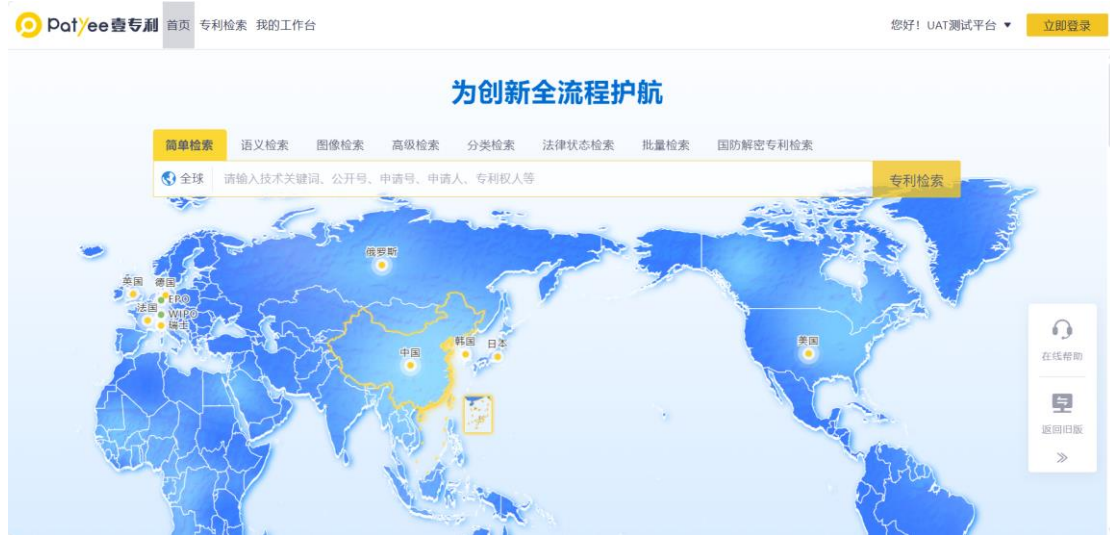 Patyee壹专利 首页 专利检索 我的工作台 您好！UAT测试平台 ▼ 立即登录
为创新全流程护航
简单检索 语义检索 图像检索 高级检索 分类检索 法律状态检索 批量检索 国防解密专利检索
全球 请输入技术关键词、公开号、申请号、申请人、专利权人等 专利检索
俄罗斯
英国 德国
EPO
法国
WIPO
瑞士
中国
韩国 日本
美国
在线帮助
返回旧版